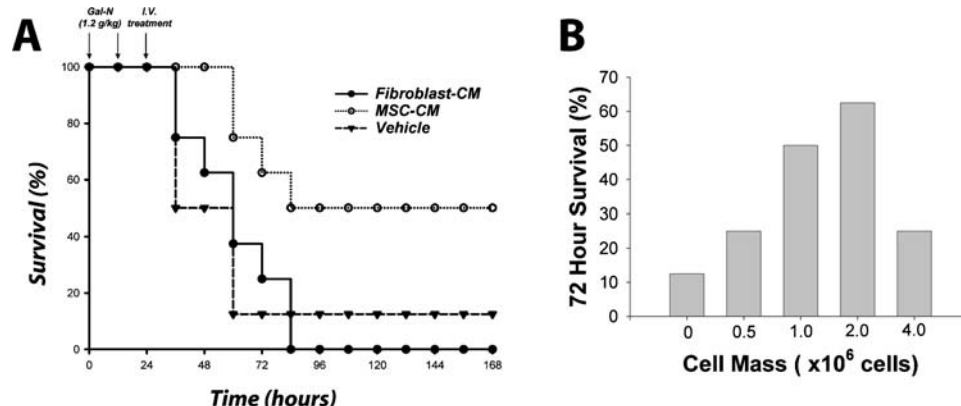 A
Gal-N
(1.2 g/kg)
I.V.
treatment
Fibroblast-CM
MSC-CM
Vehicle
Survival (%)
100
80
60
40
20
0
0 24 48 72 96 120 144 168
Time (hours)
B
72 Hour Survival (%)
70
60
50
40
30
20
10
0
0 0.5 1.0 2.0 4.0
Cell Mass ( x10⁶ cells)